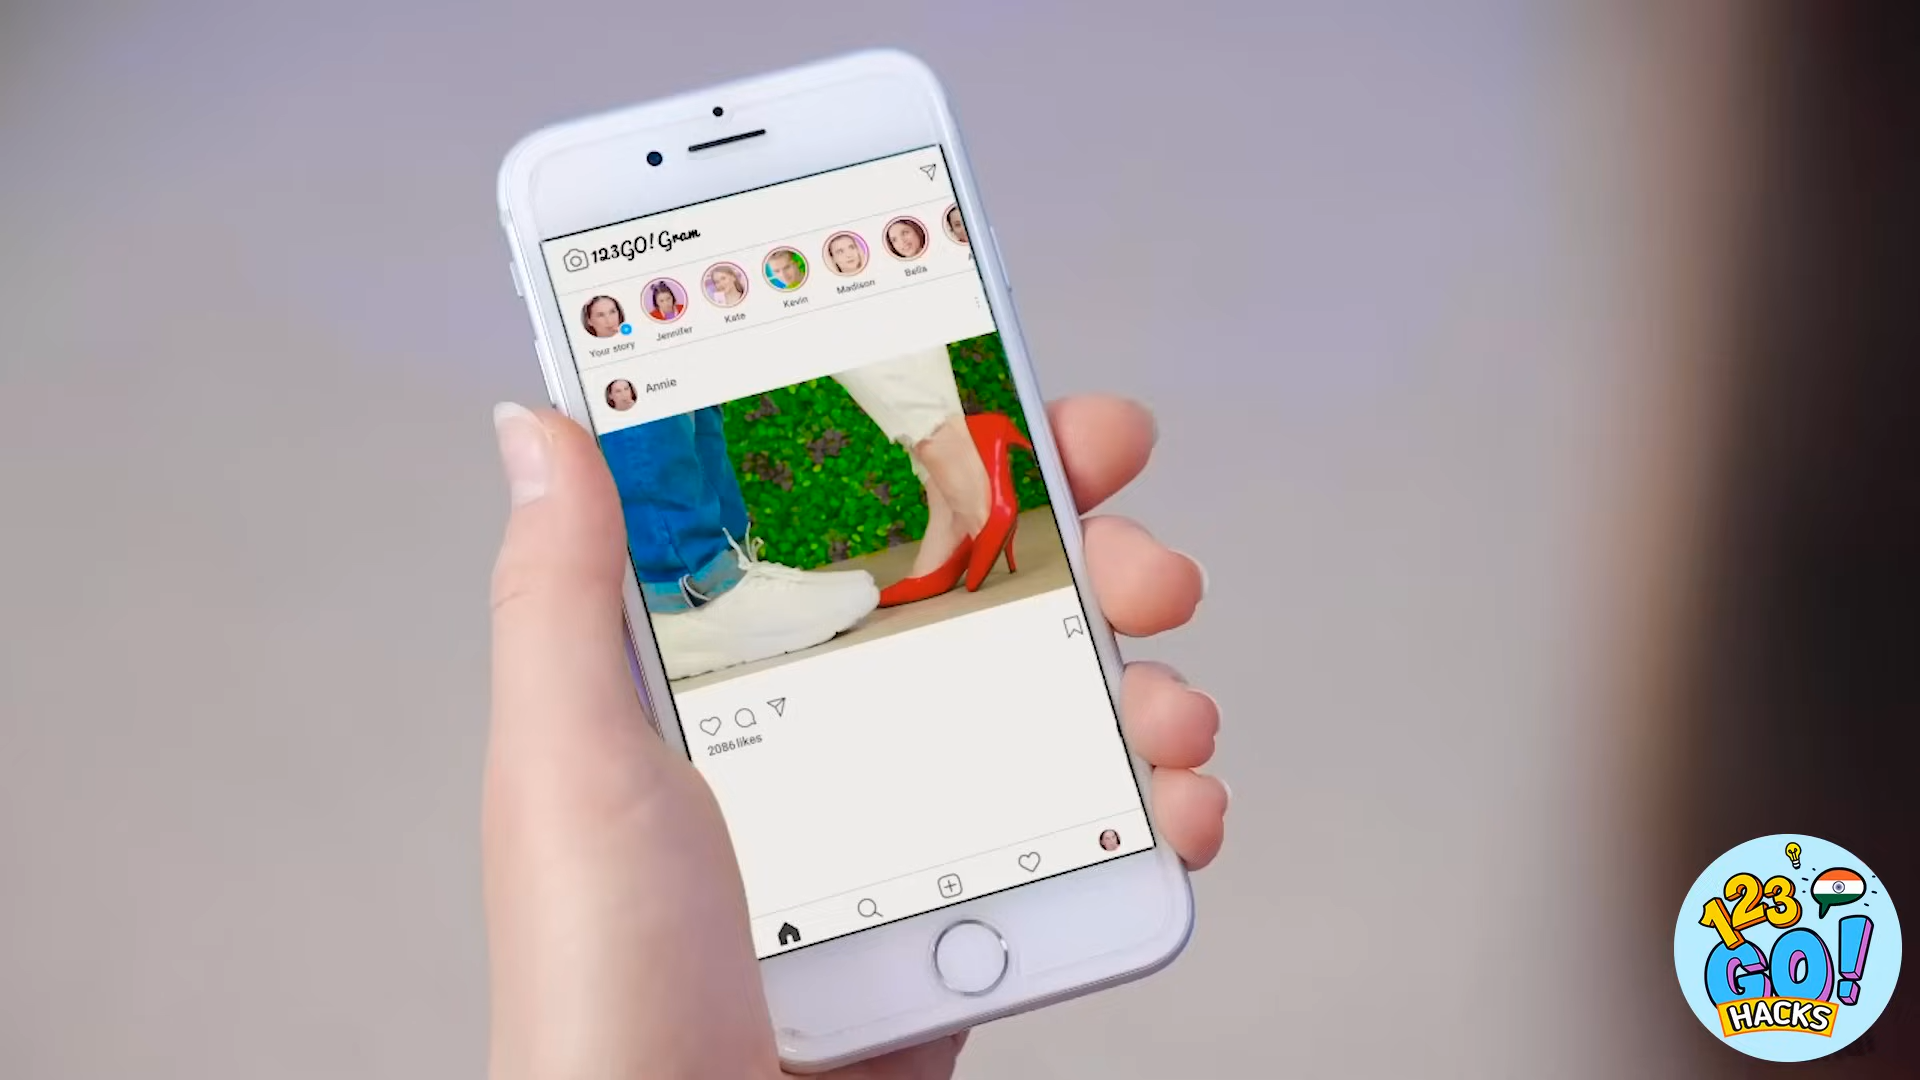 123GO! Gram
Your story
Jennifer
Kate
Kevin
Madison
Bella
Annie
2086 likes
123
GO!
HACKS